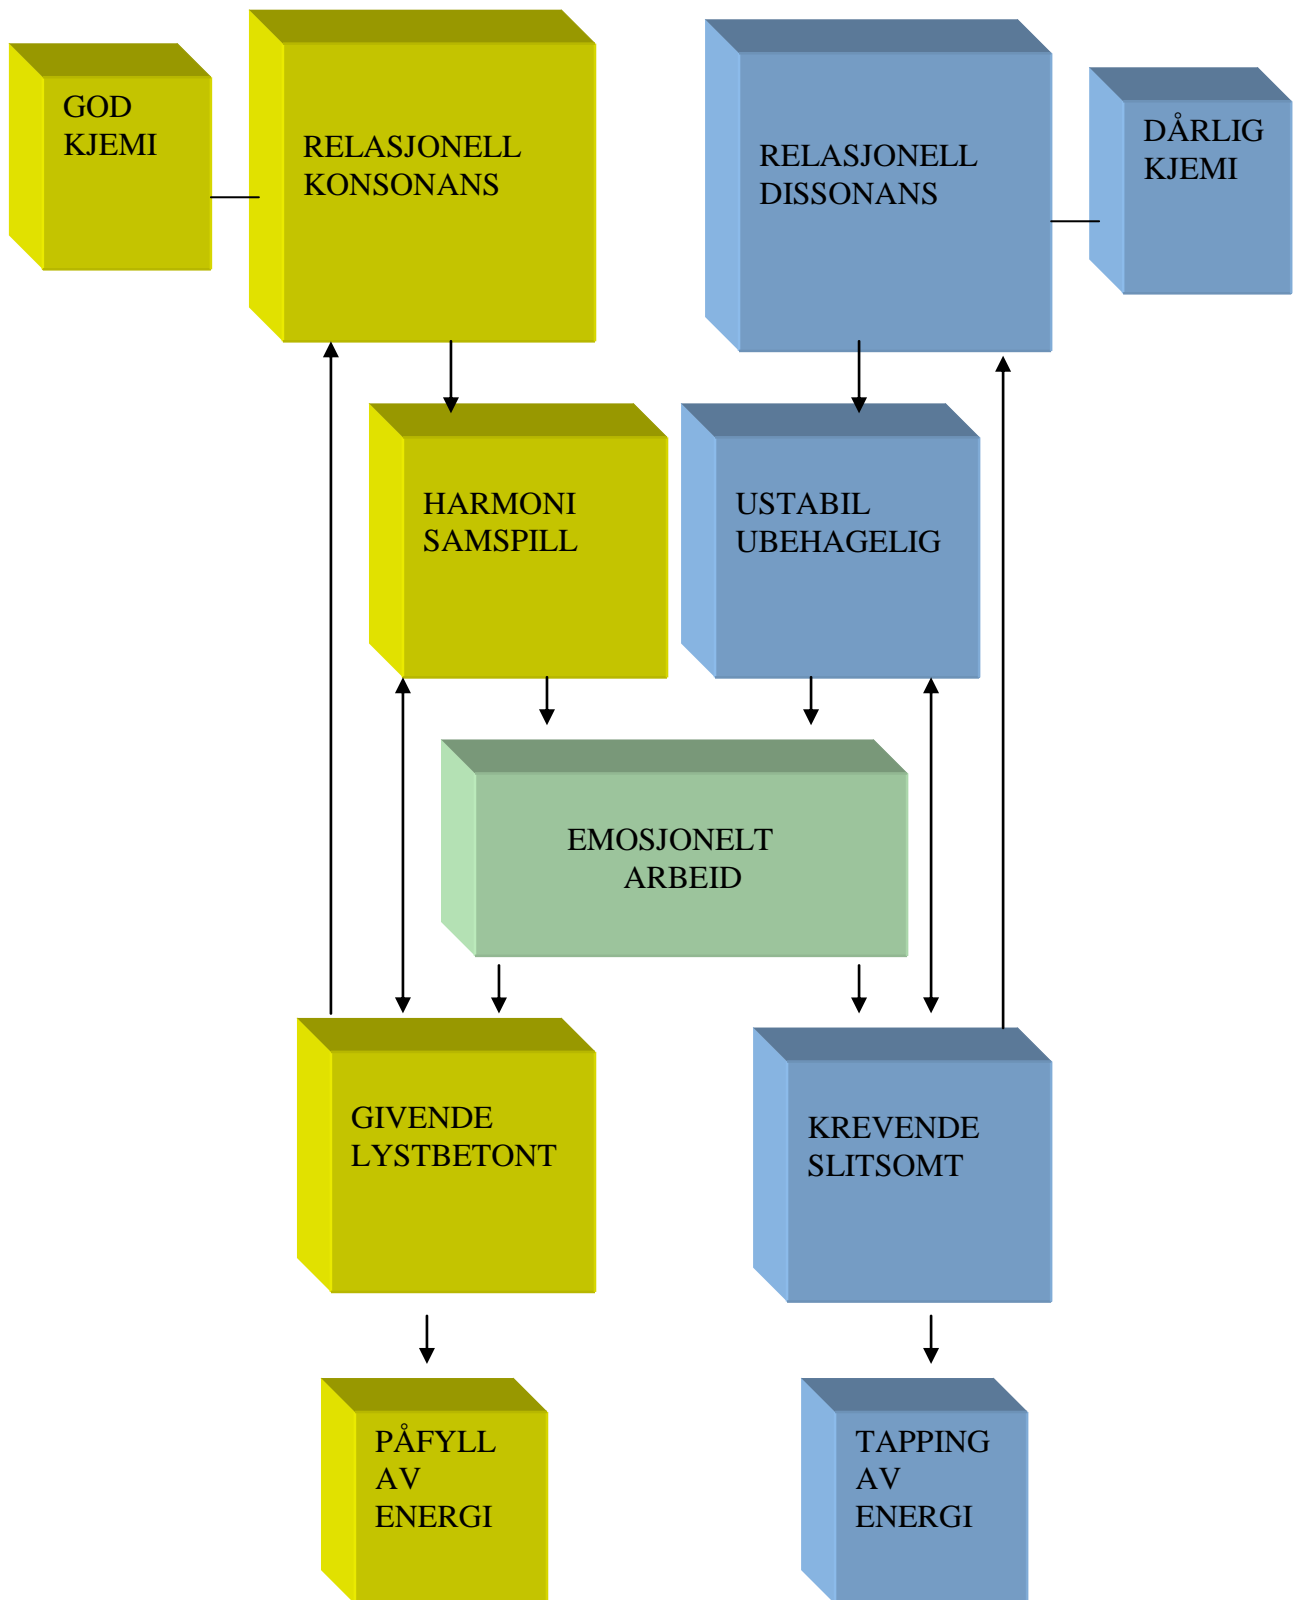 GOD
KJEMI
RELASJONELL
KONSONANS
RELASJONELL
DISSONANS
DÅRLIG
KJEMI
HARMONI
SAMSPILL
USTABIL
UBEHAGELIG
EMOSJONELT
ARBEID
GIVENDE
LYSTBETONT
KREVENDE
SLITSOMT
PÅFYLL
AV
ENERGI
TAPPING
AV
ENERGI